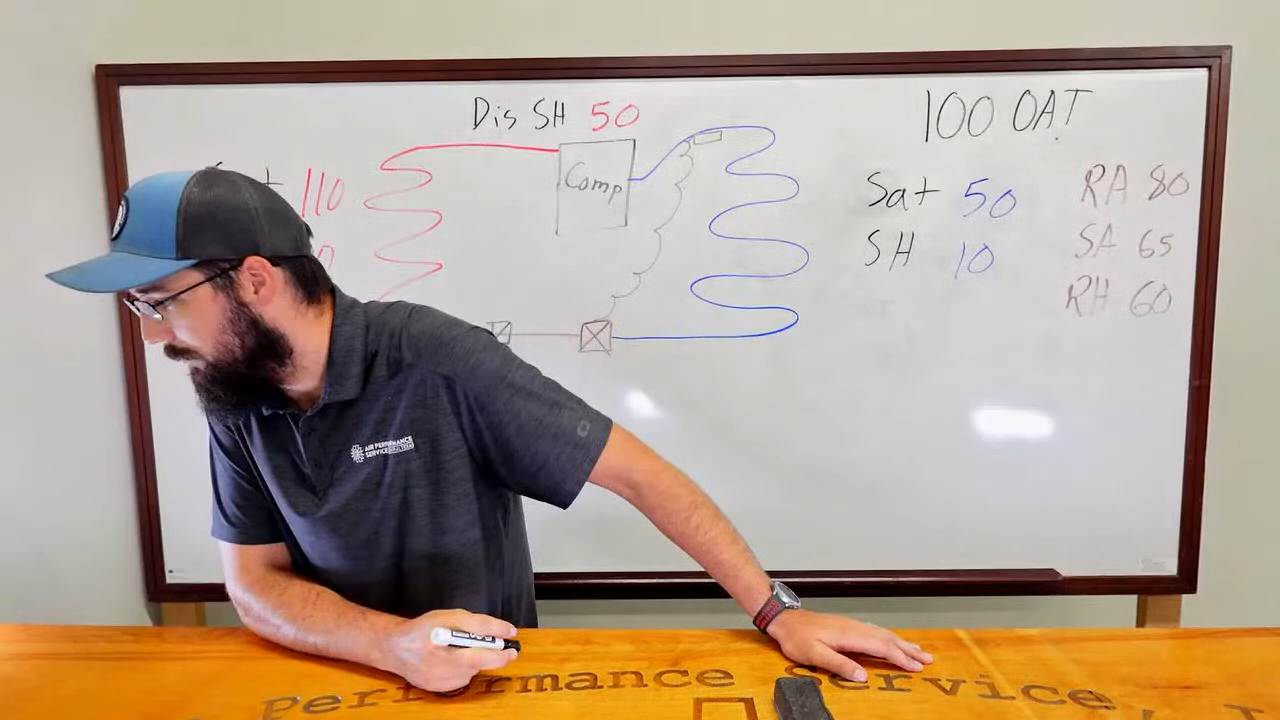 Dis SH 50
100 OAT
Comp
110
Sat 50
SH 10
RA 80
SA 65
RH 60
AIR PERFORMANCE
SERVICE
Performance Service, I